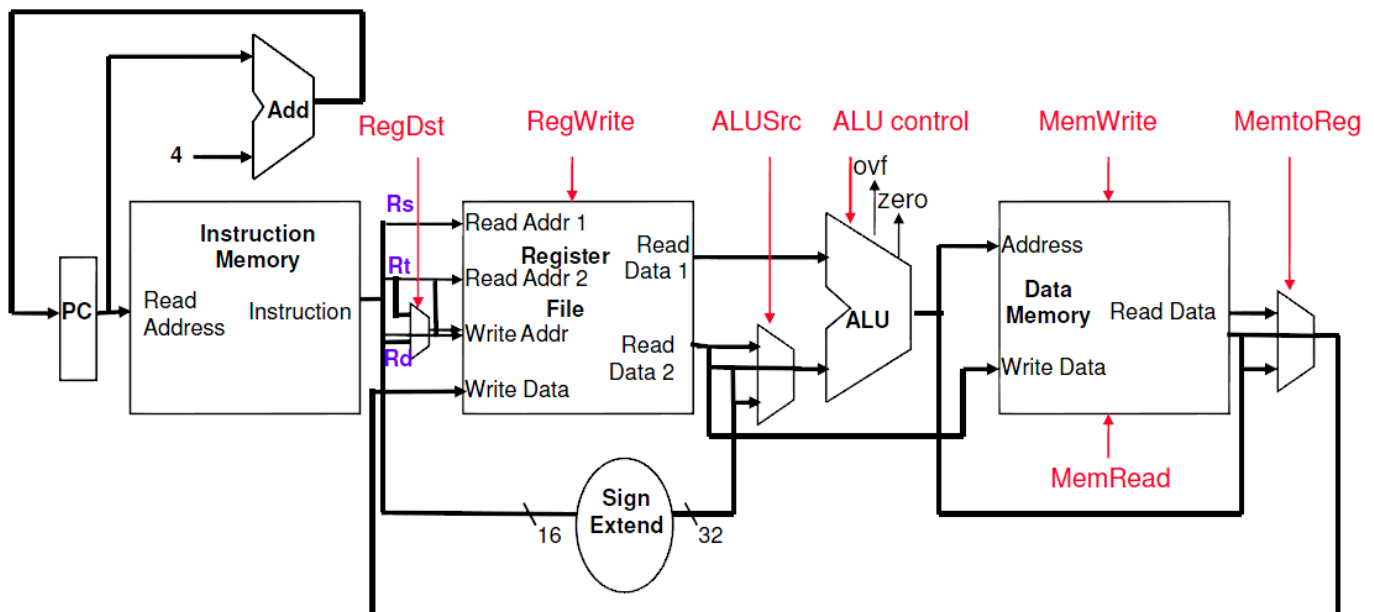 Add
4
RegDst
RegWrite
ALUSrc
ALU control
MemWrite
MemtoReg
ovf
zero
PC
Instruction
Memory
Read
Address
Instruction
Rs
Rt
Rd
Read Addr 1
Read Addr 2
Write Addr
Write Data
Register
File
Read
Data 1
Read
Data 2
ALU
Address
Data
Memory
Read Data
Write Data
MemRead
Sign
Extend
16
32